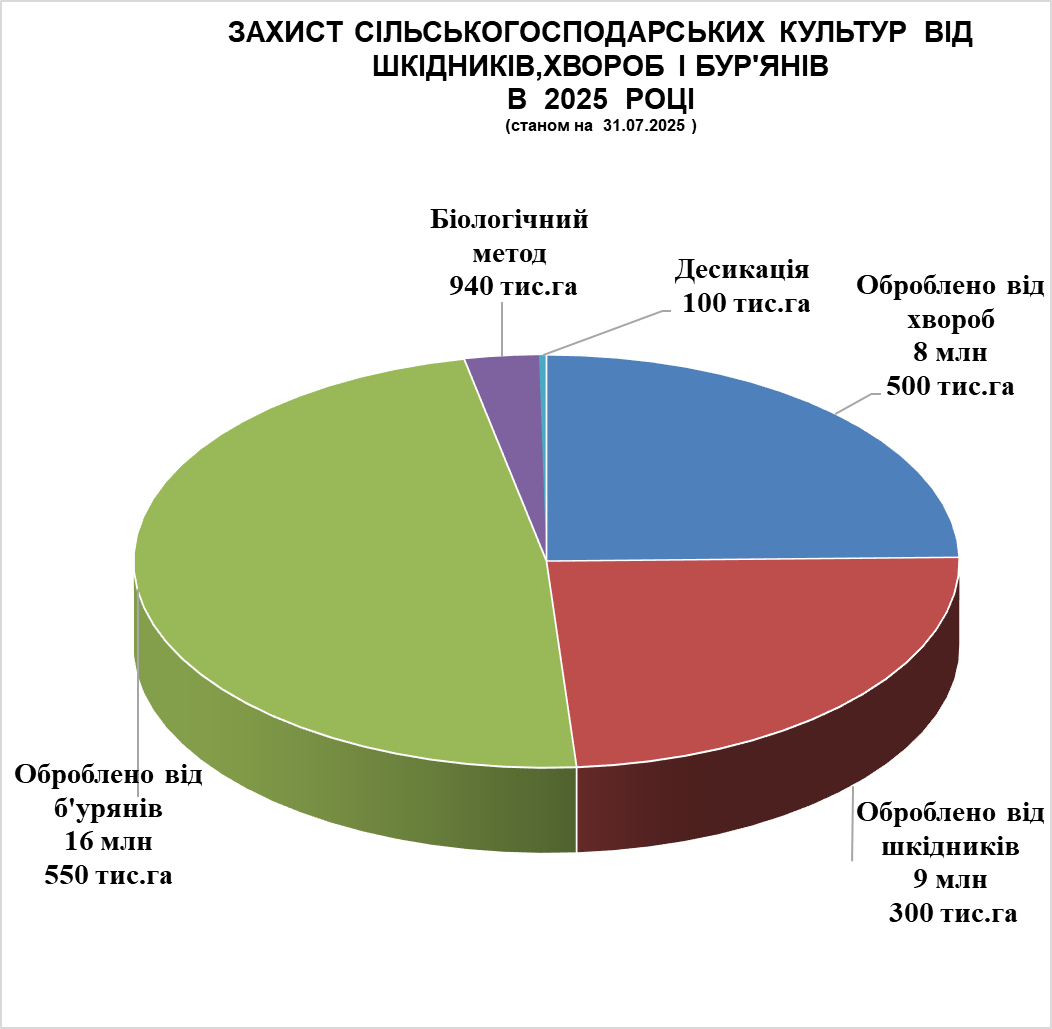 ЗАХИСТ СІЛЬСЬКОГОСПОДАРСЬКИХ КУЛЬТУР ВІД
ШКІДНИКІВ,ХВОРОБ І БУР'ЯНІВ
В 2025 РОЦІ
(станом на 31.07.2025 )
Біологічний
метод
940 тис.га
Десикація
100 тис.га
Оброблено від
хвороб
8 млн
500 тис.га
Оброблено від
б'урянів
16 млн
550 тис.га
Оброблено від
шкідників
9 млн
300 тис.га